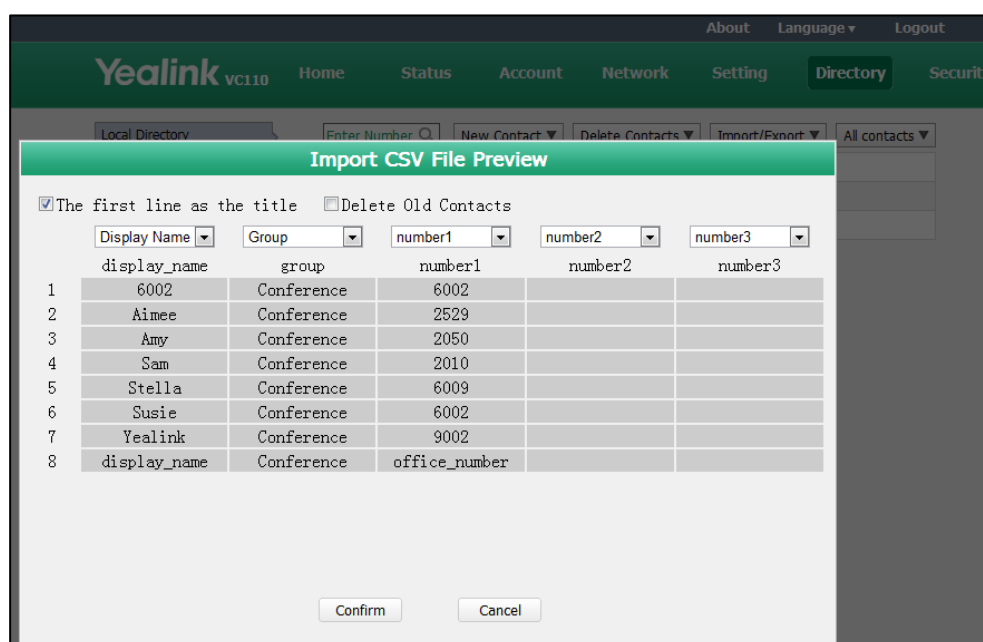 About Language▼ Logout
Yealink VC110 Home Status Account Network Setting Directory Securit
Local Directory Enter Number New Contact ▼ Delete Contacts ▼ Import/Export ▼ All contacts ▼
Import CSV File Preview
The first line as the title Delete Old Contacts
Display Name Group number1 number2 number3
display_name group number1 number2 number3
1 6002 Conference 6002
2 Aimee Conference 2529
3 Amy Conference 2050
4 Sam Conference 2010
5 Stella Conference 6009
6 Susie Conference 6002
7 Yealink Conference 9002
8 display_name Conference office_number
Confirm Cancel